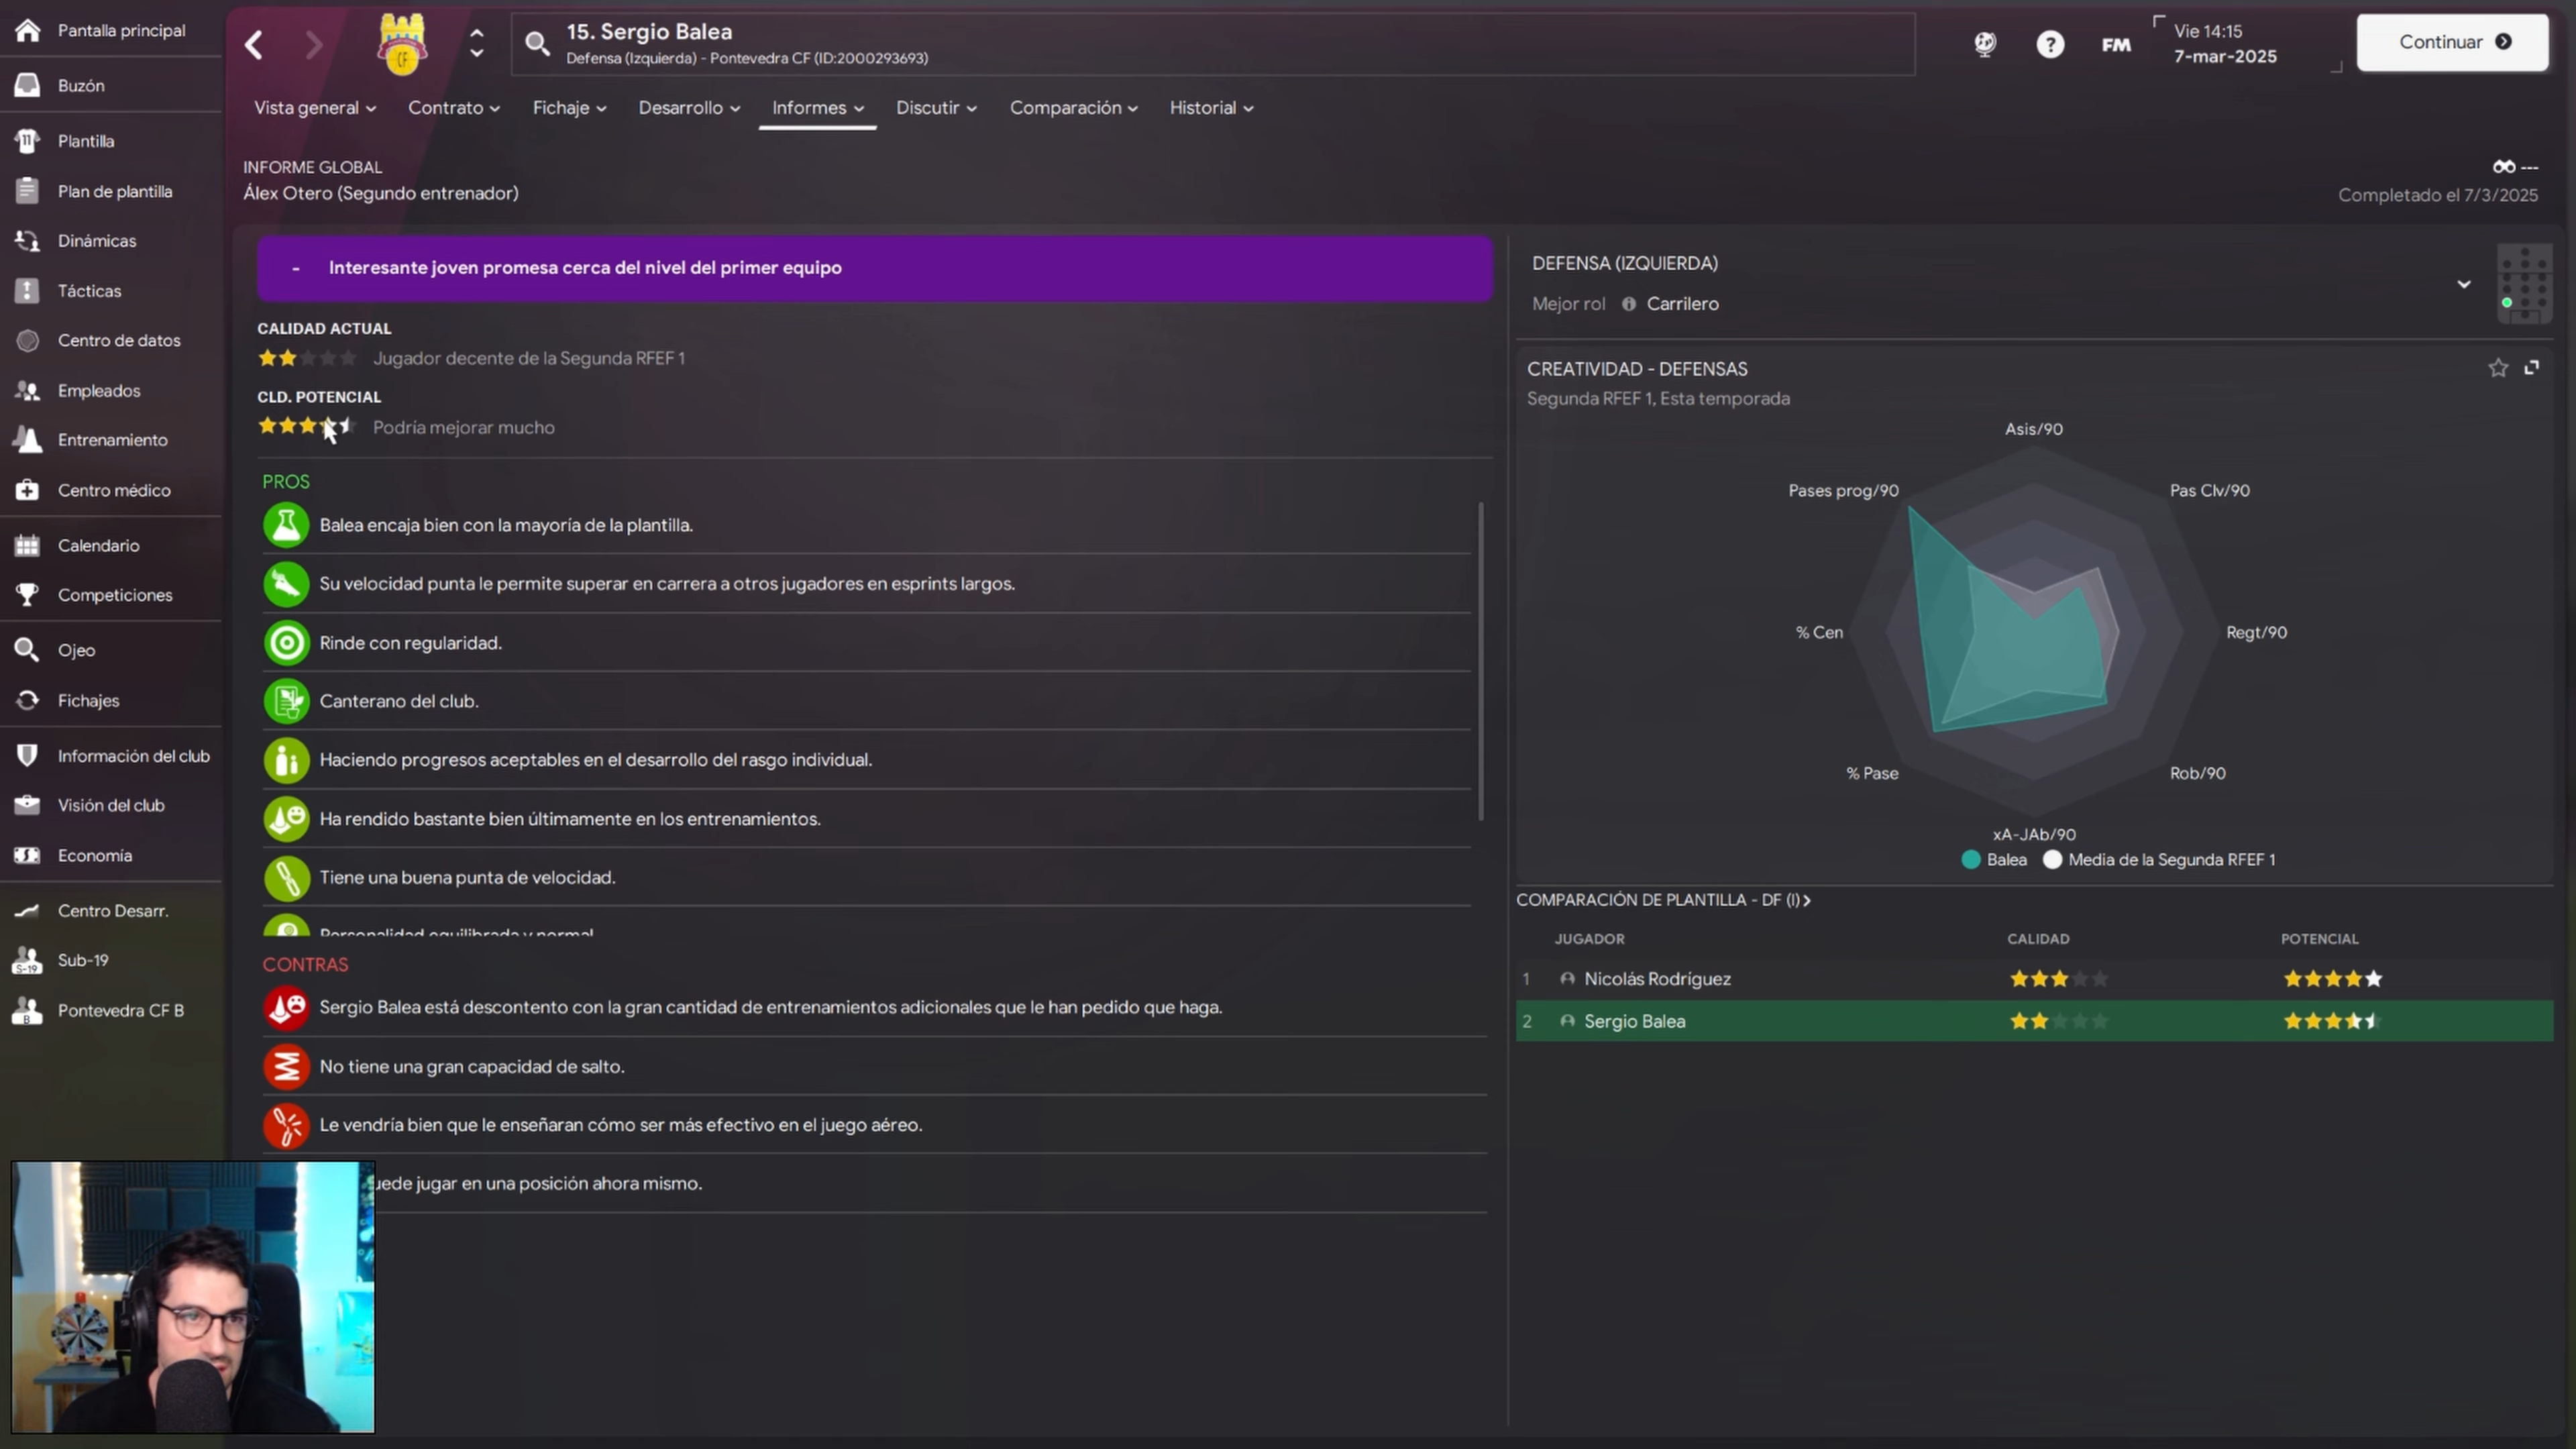 Pantalla principal
Buzón
Plantilla
Plan de plantilla
Dinámicas
Tácticas
Centro de datos
Empleados
Entrenamiento
Centro médico
Calendario
Competiciones
Ojeo
Fichajes
Información del club
Visión del club
Economía
Centro Desarr.
S-19
Sub-19
B
Pontevedra CF B
CF
15. Sergio Balea
Defensa (Izquierda) - Pontevedra CF (ID:2000293693)
?
FM
Vie 14:15
7-mar-2025
Continuar
Vista general
Contrato
Fichaje
Desarrollo
Informes
Discutir
Comparación
Historial
INFORME GLOBAL
Álex Otero (Segundo entrenador)
---
Completado el 7/3/2025
- Interesante joven promesa cerca del nivel del primer equipo
CALIDAD ACTUAL
Jugador decente de la Segunda RFEF 1
CLD. POTENCIAL
Podría mejorar mucho
PROS
Balea encaja bien con la mayoría de la plantilla.
Su velocidad punta le permite superar en carrera a otros jugadores en esprints largos.
Rinde con regularidad.
Canterano del club.
Haciendo progresos aceptables en el desarrollo del rasgo individual.
Ha rendido bastante bien últimamente en los entrenamientos.
Tiene una buena punta de velocidad.
Personalidad equilibrada y normal
CONTRAS
Sergio Balea está descontento con la gran cantidad de entrenamientos adicionales que le han pedido que haga.
No tiene una gran capacidad de salto.
Le vendría bien que le enseñaran cómo ser más efectivo en el juego aéreo.
uede jugar en una posición ahora mismo.
DEFENSA (IZQUIERDA)
Mejor rol Carrilero
CREATIVIDAD - DEFENSAS
Segunda RFEF 1, Esta temporada
Asis/90
Pases prog/90
Pas Clv/90
% Cen
Regt/90
% Pase
Rob/90
xA-JAb/90
Balea
Media de la Segunda RFEF 1
COMPARACIÓN DE PLANTILLA - DF (I)
JUGADOR CALIDAD POTENCIAL
1 Nicolás Rodríguez
2 Sergio Balea